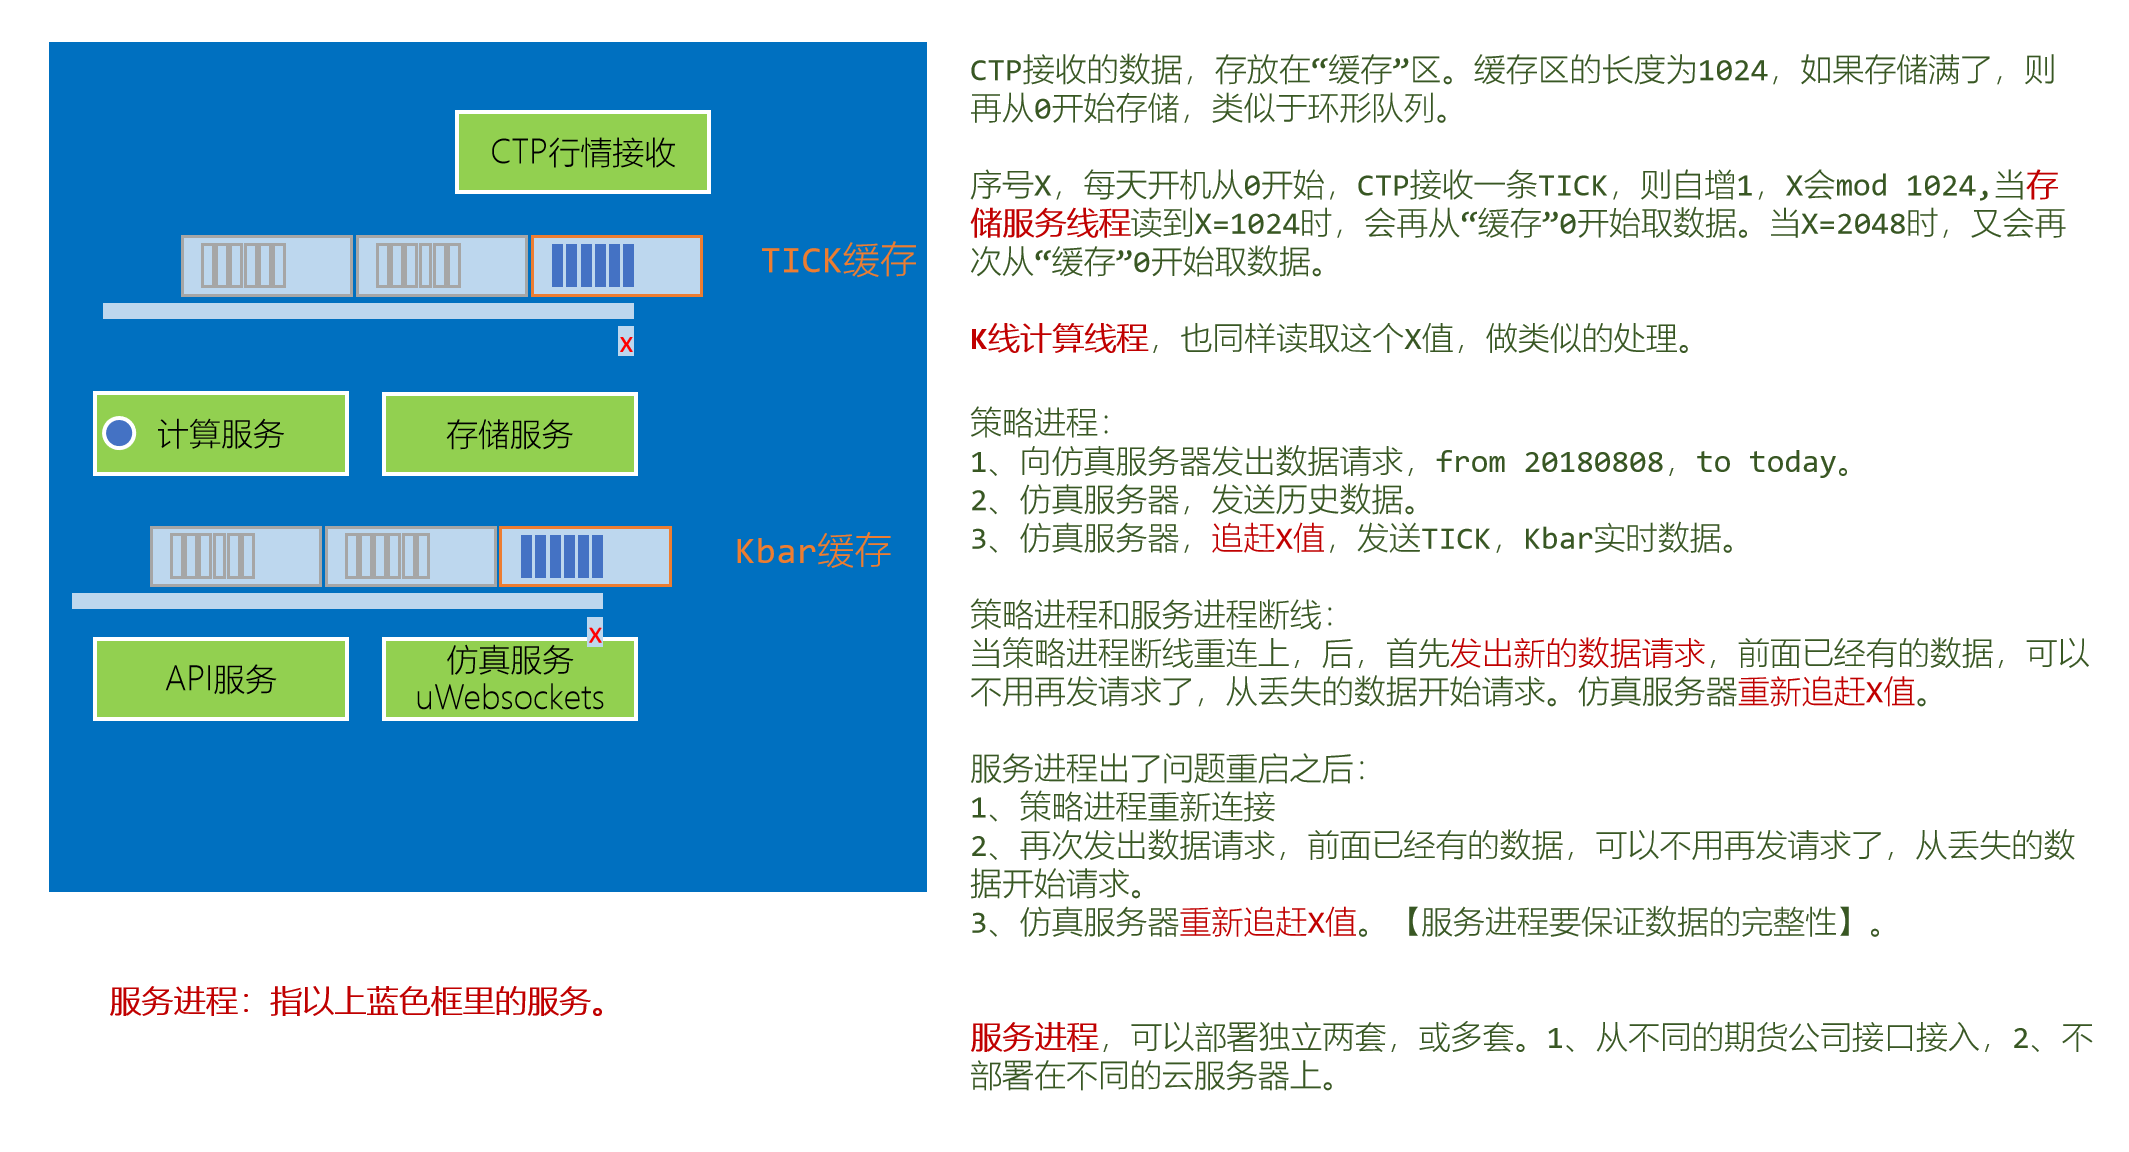 CTP行情接收
TICK缓存
X
计算服务
存储服务
Kbar缓存
X
API服务
仿真服务
uWebsockets
服务进程：指以上蓝色框里的服务。
CTP接收的数据，存放在“缓存”区。缓存区的长度为1024，如果存储满了，则
再从0开始存储，类似于环形队列。
序号X，每天开机从0开始，CTP接收一条TICK，则自增1，X会mod 1024,当存
储服务线程读到X=1024时，会再从“缓存”0开始取数据。当X=2048时，又会再
次从“缓存”0开始取数据。
K线计算线程，也同样读取这个X值，做类似的处理。
策略进程：
1、向仿真服务器发出数据请求，from 20180808，to today。
2、仿真服务器，发送历史数据。
3、仿真服务器，追赶X值，发送TICK，Kbar实时数据。
策略进程和服务进程断线：
当策略进程断线重连上，后，首先发出新的数据请求，前面已经有的数据，可以
不用再发请求了，从丢失的数据开始请求。仿真服务器重新追赶X值。
服务进程出了问题重启之后：
1、策略进程重新连接
2、再次发出数据请求，前面已经有的数据，可以不用再发请求了，从丢失的数
据开始请求。
3、仿真服务器重新追赶X值。【服务进程要保证数据的完整性】。
服务进程，可以部署独立两套，或多套。1、从不同的期货公司接口接入，2、不
部署在不同的云服务器上。